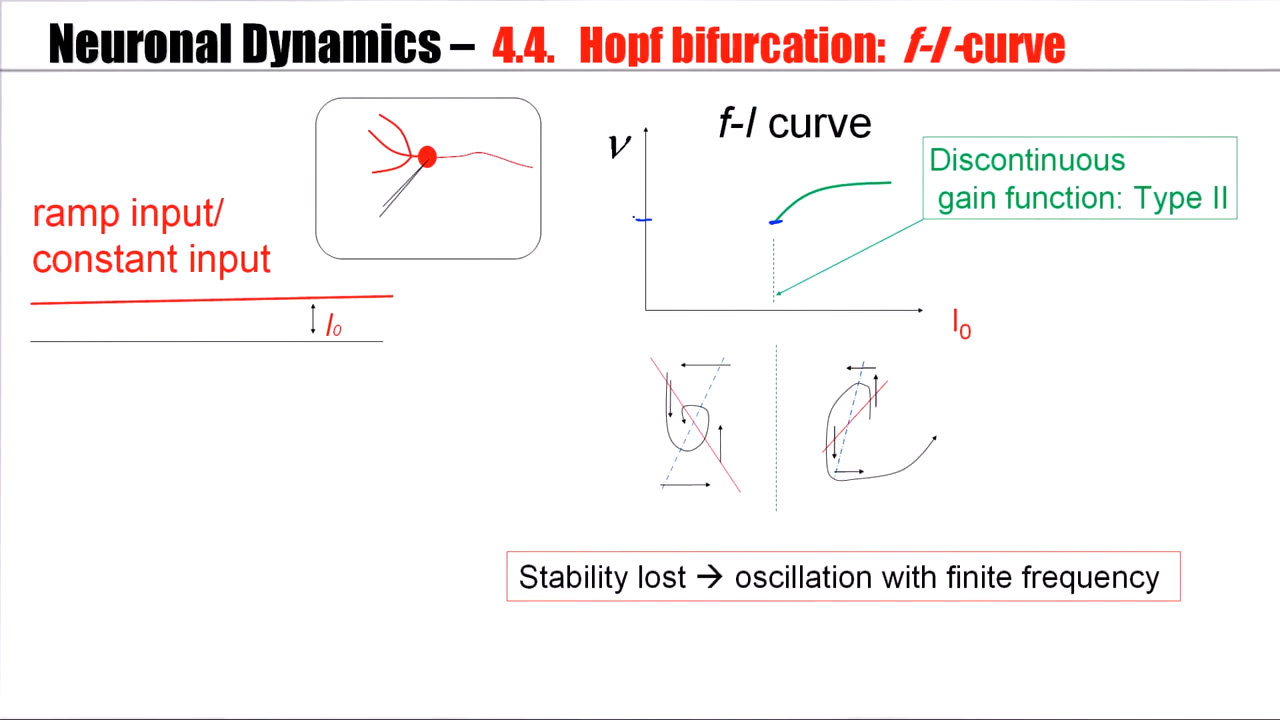 Neuronal Dynamics – 4.4. Hopf bifurcation: f-I -curve
f-I curve
ν
Discontinuous
gain function: Type II
ramp input/
constant input
I0
I0
Stability lost → oscillation with finite frequency